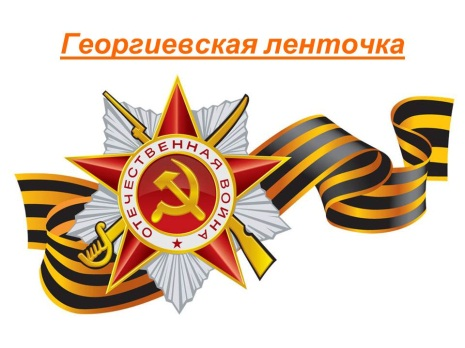 Георгиевская ленточка
ОТЕЧЕСТВЕННАЯ ВОЙНА